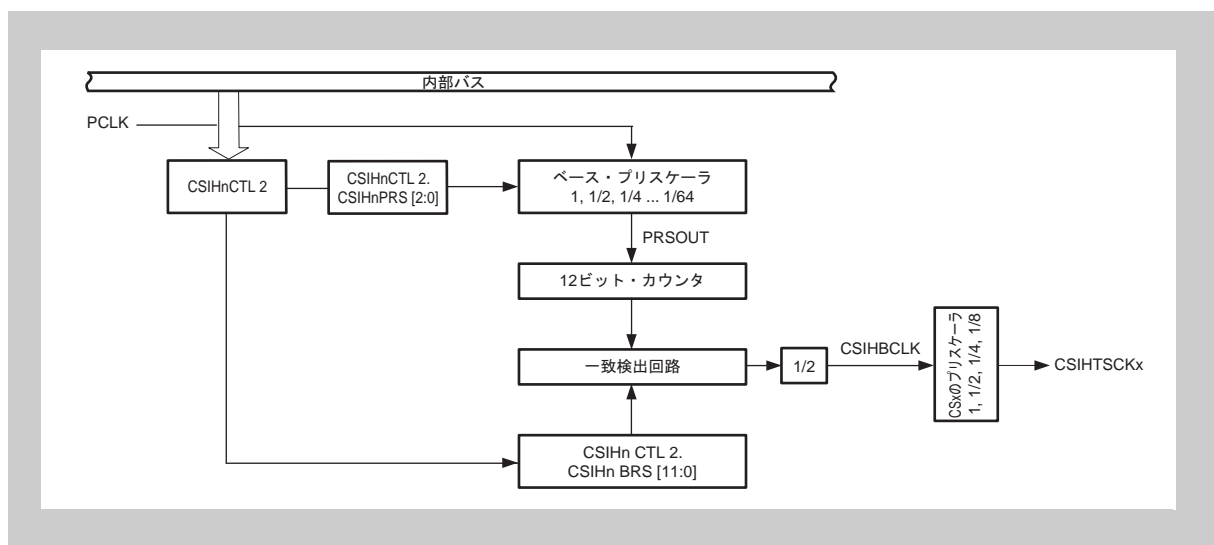 内部バス
PCLK
CSIHnCTL 2
CSIHnCTL 2.
CSIHnPRS [2:0]
ベース・プリスケーラ
1, 1/2, 1/4 ... 1/64
PRSOUT
12ビット・カウンタ
一致検出回路
1/2
CSIHBCLK
CSxのプリスケーラ
1, 1/2, 1/4, 1/8
CSIHTSCKx
CSIHn CTL 2.
CSIHn BRS [11:0]